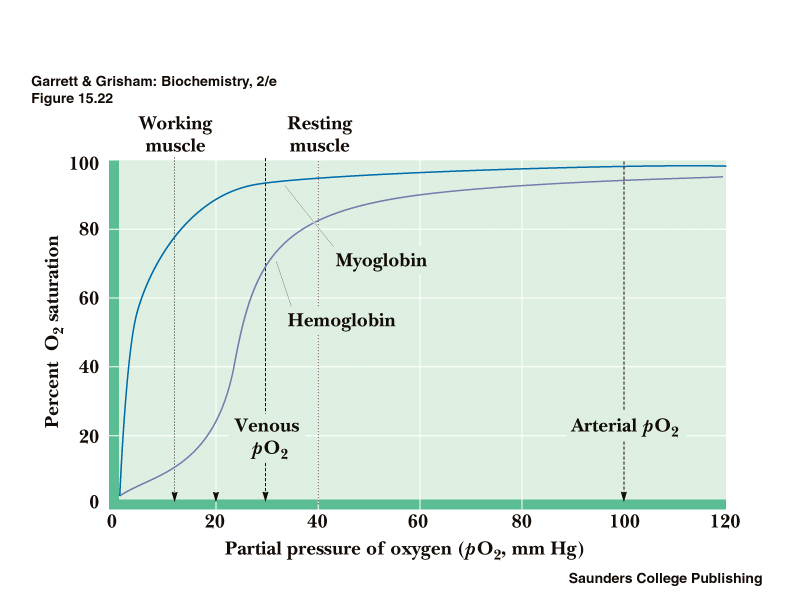 Garrett & Grisham: Biochemistry, 2/e
Figure 15.22
Working
muscle
Resting
muscle
100
80
60
40
20
0
Percent O₂ saturation
Myoglobin
Hemoglobin
Venous
pO₂
Arterial pO₂
0
20
40
60
80
100
120
Partial pressure of oxygen (pO₂, mm Hg)
Saunders College Publishing